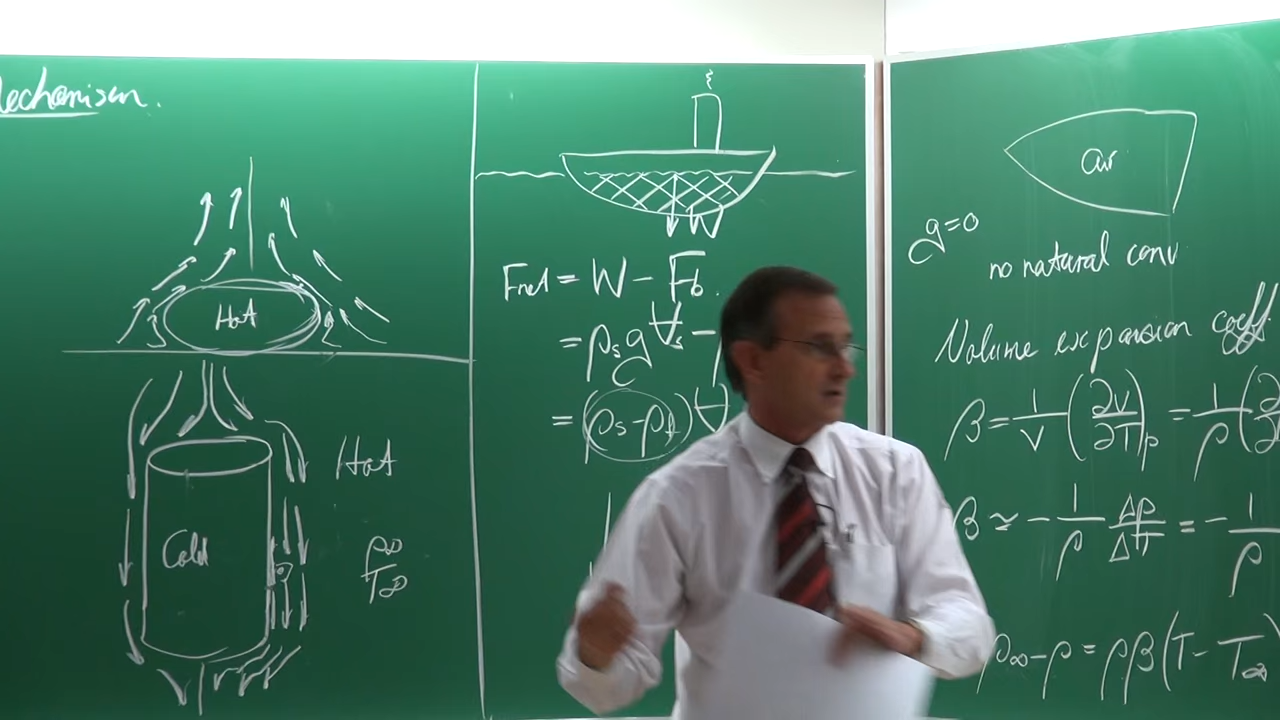 Mechanism.
Hot
Cold
Hot
ρ∞
T∞
W
Fnet = W - Fb.
= ρs g ∀s -
= (ρs - ρf) ∀
air
g=0
no natural conv
Volume expansion coeff.
β = 1/V (∂V/∂T)p = 1/ρ (∂
β ≃ - 1/ρ Δρ/ΔT = - 1/ρ
ρ∞ - ρ = ρβ(T - T∞